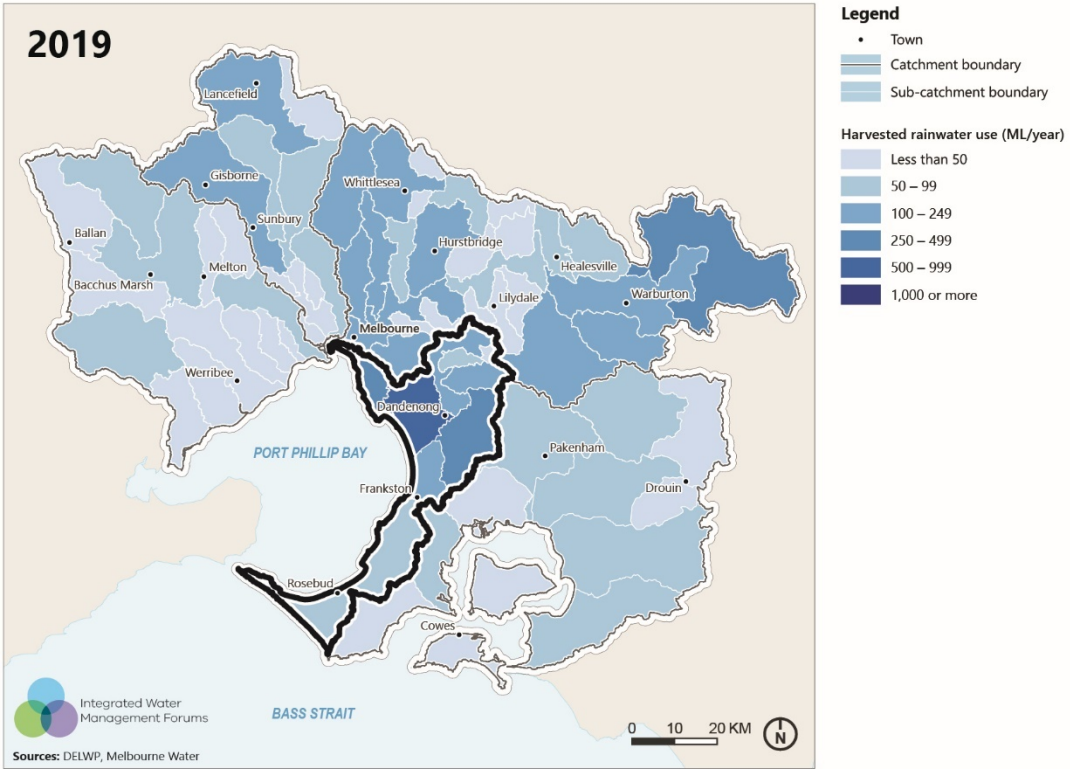 2019
Legend
Town
Catchment boundary
Sub-catchment boundary
Harvested rainwater use (ML/year)
Less than 50
50 – 99
100 – 249
250 – 499
500 – 999
1,000 or more
Lancefield
Gisborne
Whittlesea
Sunbury
Ballan
Hurstbridge
Healesville
Melton
Bacchus Marsh
Lilydale
Warburton
Melbourne
Werribee
Dandenong
PORT PHILLIP BAY
Pakenham
Frankston
Drouin
Rosebud
Cowes
Integrated Water
Management Forums
BASS STRAIT
0 10 20 KM
N
Sources: DELWP, Melbourne Water